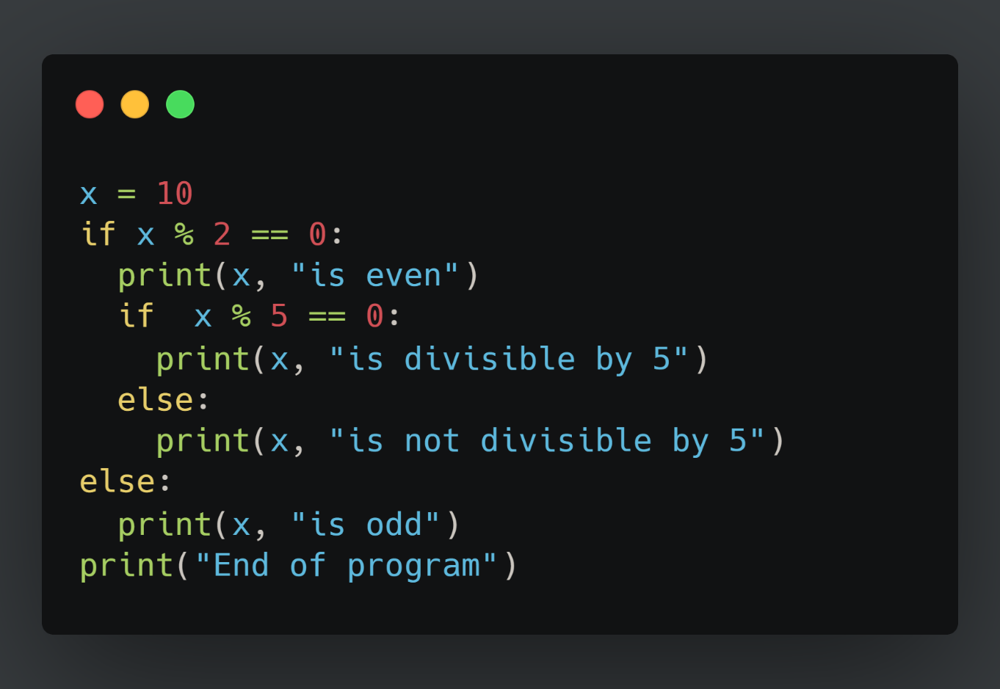 x = 10
if x % 2 == 0:
  print(x, "is even")
  if  x % 5 == 0:
    print(x, "is divisible by 5")
  else:
    print(x, "is not divisible by 5")
else:
  print(x, "is odd")
print("End of program")